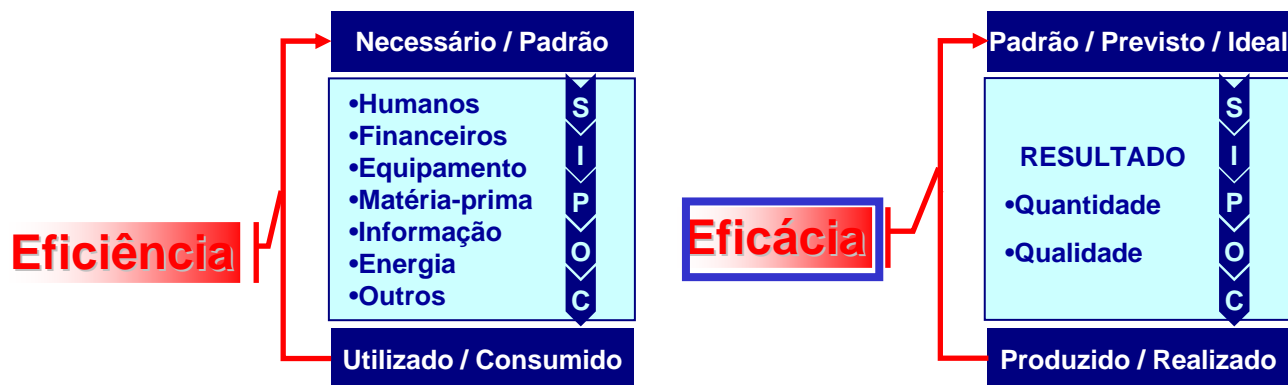 Necessário / Padrão
•Humanos
•Financeiros
•Equipamento
•Matéria-prima
•Informação
•Energia
•Outros
S
I
P
O
C
Eficiência
Utilizado / Consumido
Padrão / Previsto / Ideal
RESULTADO
•Quantidade
•Qualidade
S
I
P
O
C
Eficácia
Produzido / Realizado